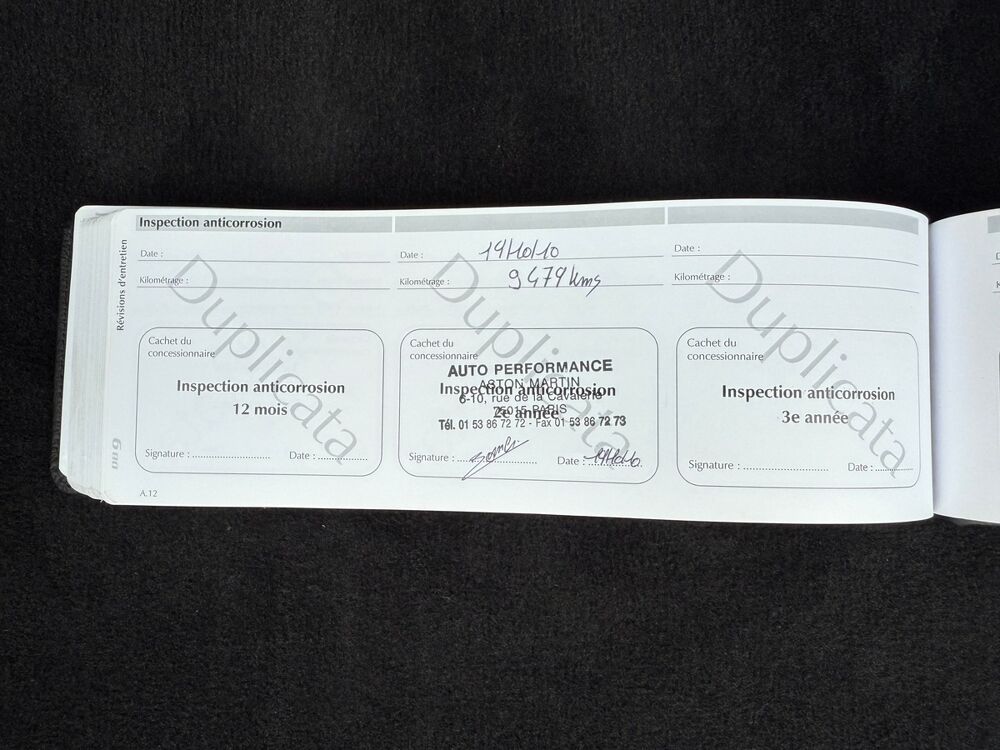 Inspection anticorrosion
Révisions d'entretien
Date :
Kilométrage :
Duplicata
Cachet du
concessionnaire
Inspection anticorrosion
12 mois
Signature : Date :
A.12
Date : 19/10/10
Kilométrage : 9479 kms
Duplicata
Cachet du
concessionnaire
AUTO PERFORMANCE
ASTON MARTIN
Inspection anticorrosion
6-10, rue de la Cavalerie
75015 PARIS
2e année
Tél. 01 53 86 72 72 - Fax 01 53 86 72 73
Signature : Date : 19/10/10
Date :
Kilométrage :
Duplicata
Cachet du
concessionnaire
Inspection anticorrosion
3e année
Signature : Date :